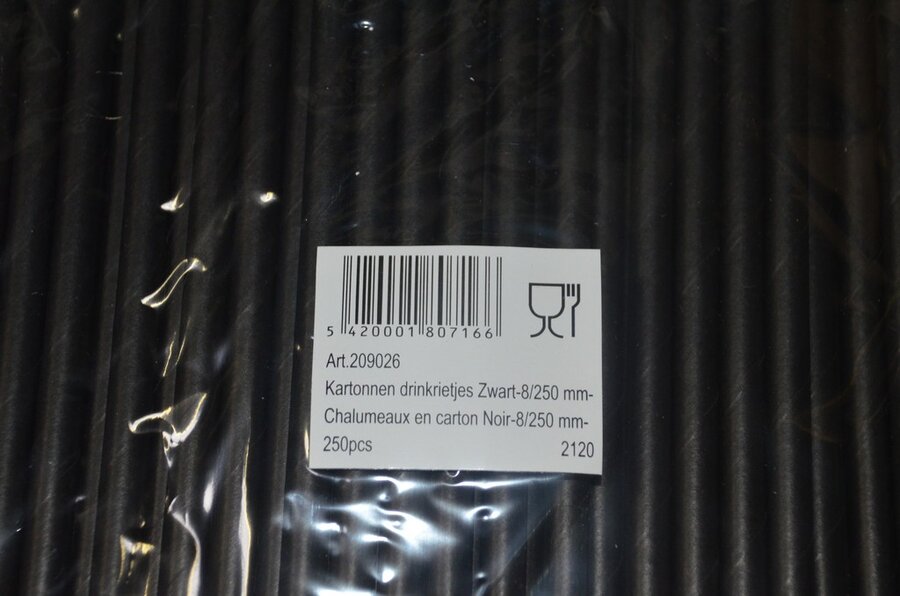 5 420001 807166
Art.209026
Kartonnen drinkrietjes Zwart-8/250 mm-
Chalumeaux en carton Noir-8/250 mm-
250pcs 2120